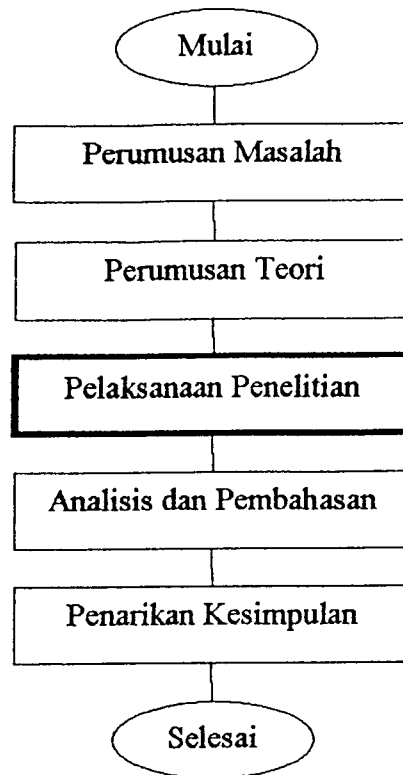 Mulai
Perumusan Masalah
Perumusan Teori
Pelaksanaan Penelitian
Analisis dan Pembahasan
Penarikan Kesimpulan
Selesai